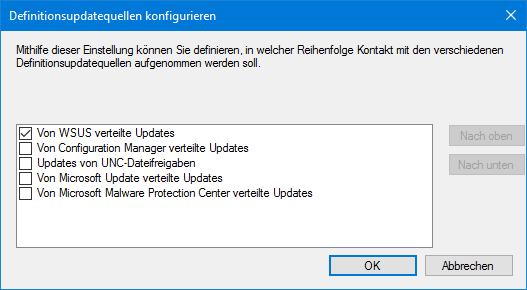 Definitionsupdatequellen konfigurieren
Mithilfe dieser Einstellung können Sie definieren, in welcher Reihenfolge Kontakt mit den verschiedenen
Definitionsupdatequellen aufgenommen werden soll.
Von WSUS verteilte Updates
Von Configuration Manager verteilte Updates
Updates von UNC-Dateifreigaben
Von Microsoft Update verteilte Updates
Von Microsoft Malware Protection Center verteilte Updates
Nach oben
Nach unten
OK
Abbrechen